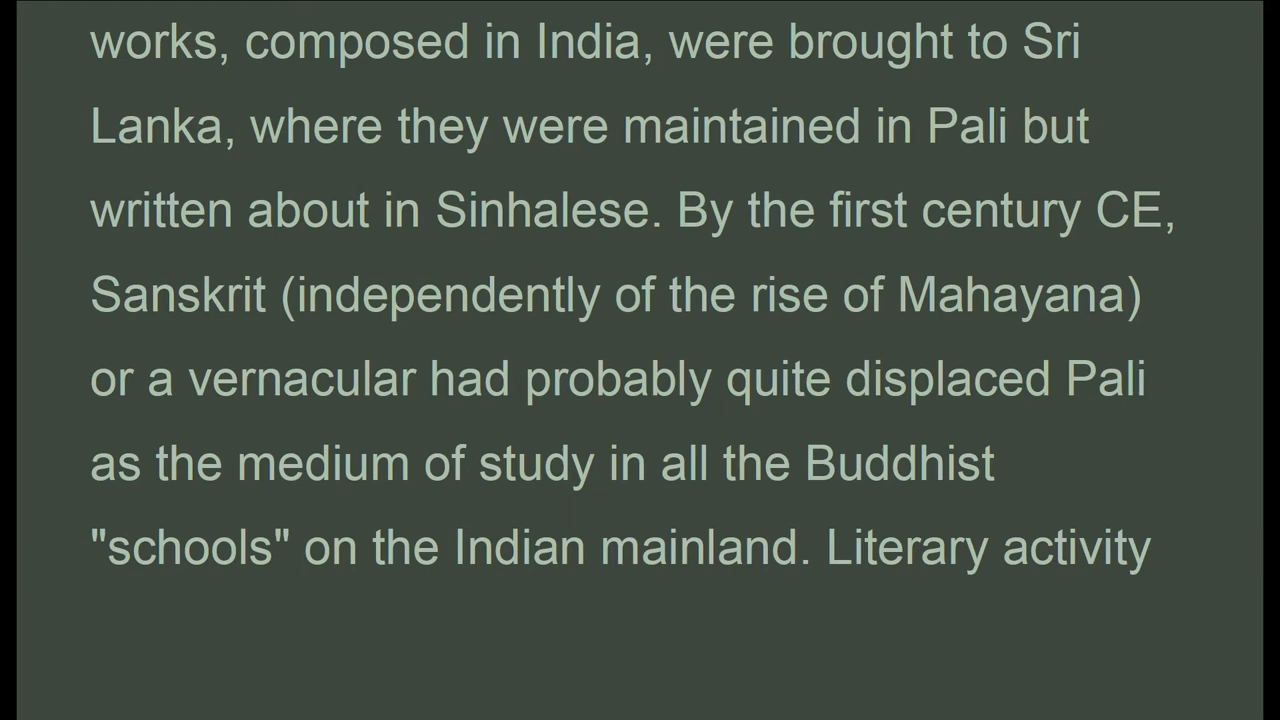 works, composed in India, were brought to Sri
Lanka, where they were maintained in Pali but
written about in Sinhalese. By the first century CE,
Sanskrit (independently of the rise of Mahayana)
or a vernacular had probably quite displaced Pali
as the medium of study in all the Buddhist
"schools" on the Indian mainland. Literary activity